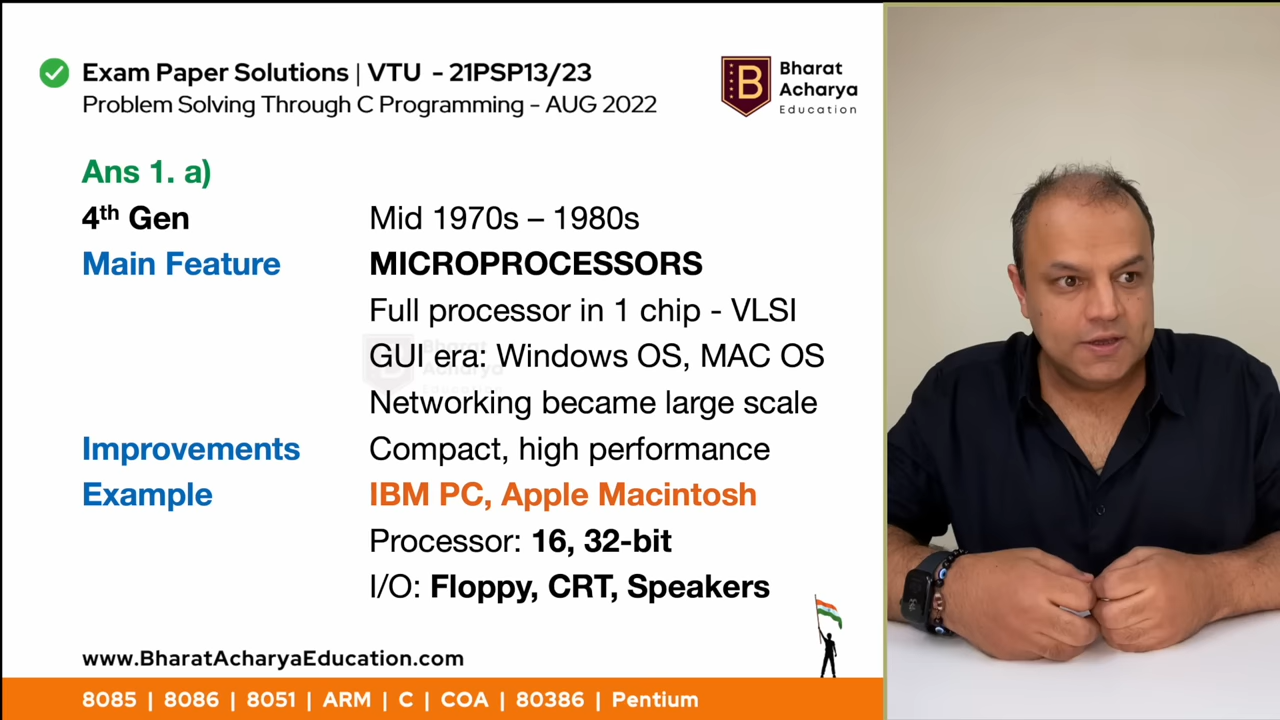 Exam Paper Solutions | VTU - 21PSP13/23
Problem Solving Through C Programming - AUG 2022
B
Bharat
Acharya
Education
Ans 1. a)
4th Gen Mid 1970s – 1980s
Main Feature MICROPROCESSORS
Full processor in 1 chip - VLSI
GUI era: Windows OS, MAC OS
Networking became large scale
Improvements Compact, high performance
Example IBM PC, Apple Macintosh
Processor: 16, 32-bit
I/O: Floppy, CRT, Speakers
www.BharatAcharyaEducation.com
8085 | 8086 | 8051 | ARM | C | COA | 80386 | Pentium